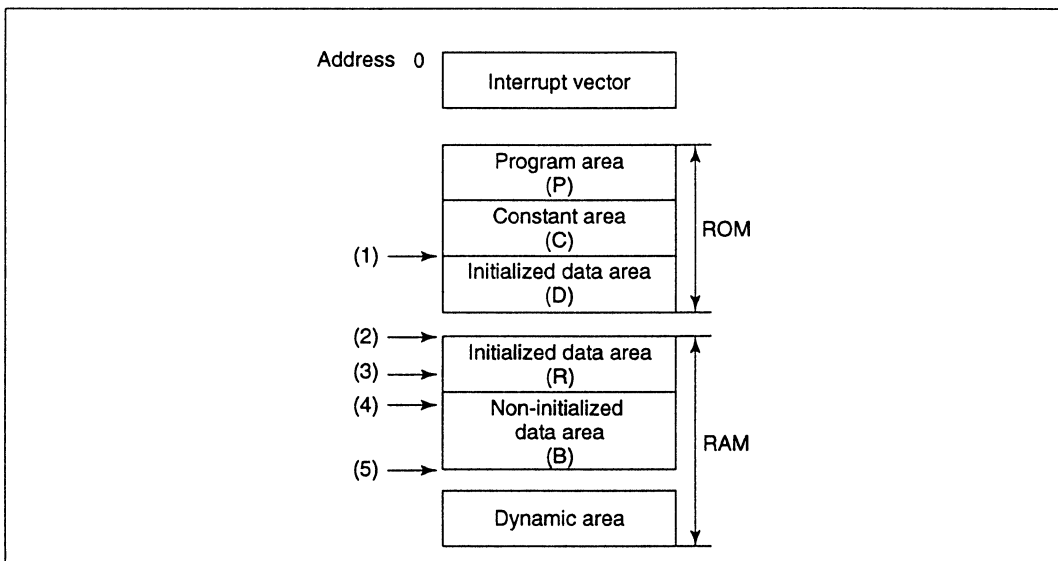 Address 0
Interrupt vector
Program area
(P)
Constant area
(C)
ROM
(1)
Initialized data area
(D)
(2)
Initialized data area
(R)
(3)
(4)
Non-initialized
data area
(B)
RAM
(5)
Dynamic area